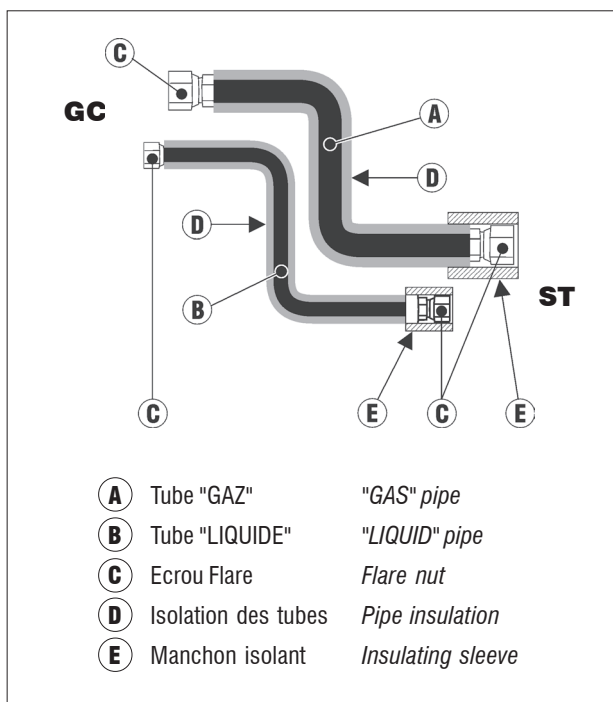 C
GC
A
D
D
ST
B
C
E
C
E
A Tube "GAZ" "GAS" pipe
B Tube "LIQUIDE" "LIQUID" pipe
C Ecrou Flare Flare nut
D Isolation des tubes Pipe insulation
E Manchon isolant Insulating sleeve